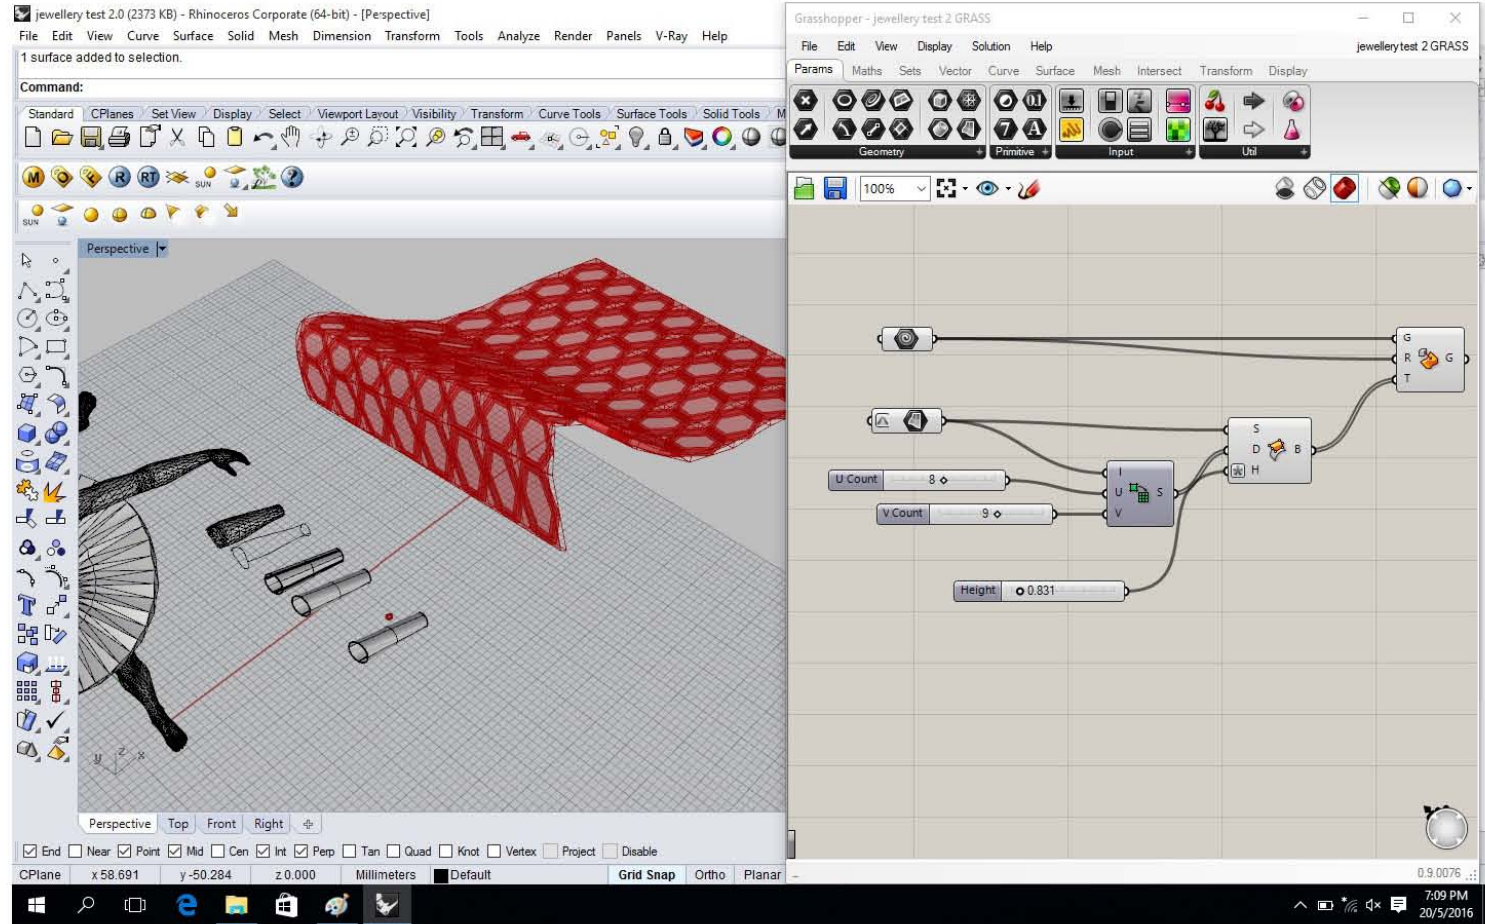 jewellery test 2.0 (2373 KB) - Rhinoceros Corporate (64-bit) - [Perspective]
File Edit View Curve Surface Solid Mesh Dimension Transform Tools Analyze Render Panels V-Ray Help
1 surface added to selection.
Command:
Standard CPlanes Set View Display Select Viewport Layout Visibility Transform Curve Tools Surface Tools Solid Tools M
M R RT SUN
SUN
Perspective
y z x
Perspective Top Front Right
End Near Point Mid Cen Int Perp Tan Quad Knot Vertex Project Disable
CPlane x 58.691 y -50.284 z 0.000 Millimeters Default Grid Snap Ortho Planar
Grasshopper - jewellery test 2 GRASS
File Edit View Display Solution Help jewellery test 2 GRASS
Params Maths Sets Vector Curve Surface Mesh Intersect Transform Display
Geometry Primitive Input Util
100%
G
R G
T
S
D B
H
U Count 8
V Count 9
I
U S
V
Height 0.831
0.9.0076
7:09 PM
20/5/2016